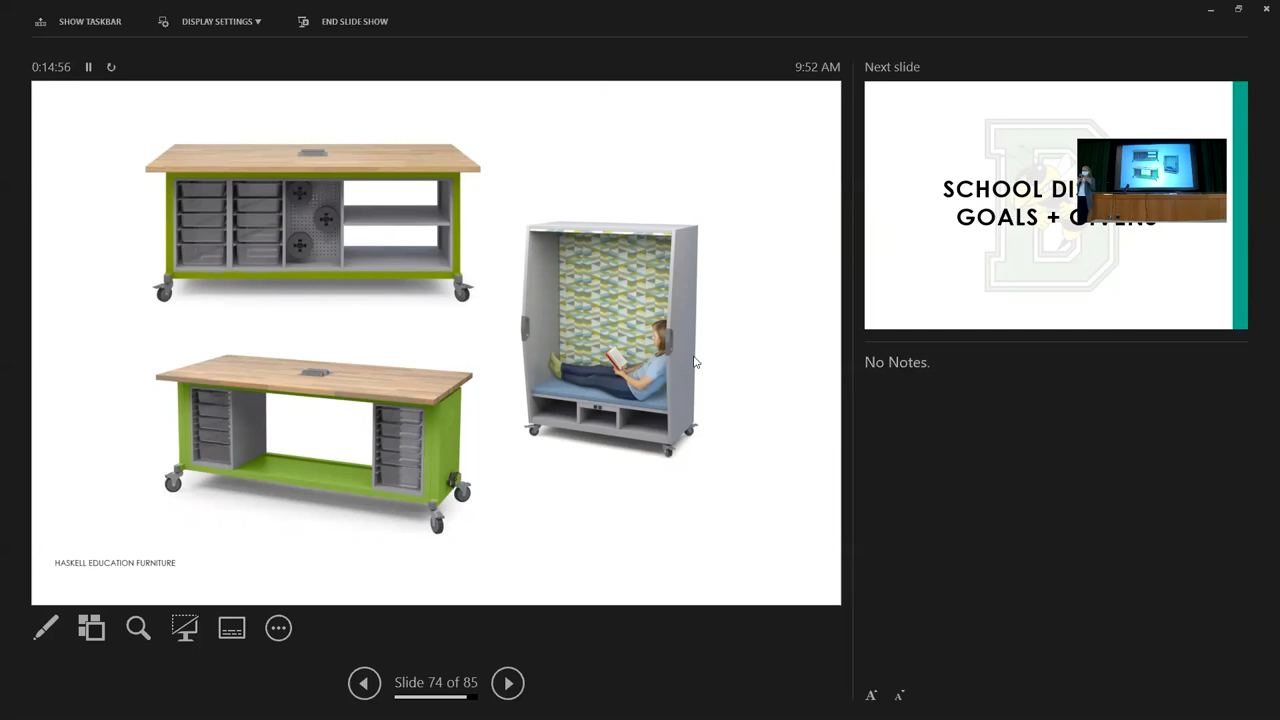 SHOW TASKBAR
DISPLAY SETTINGS
END SLIDE SHOW
0:14:56
9:52 AM
Next slide
SCHOOL
GOALS +
No Notes.
HASKELL EDUCATION FURNITURE
Slide 74 of 85
A A